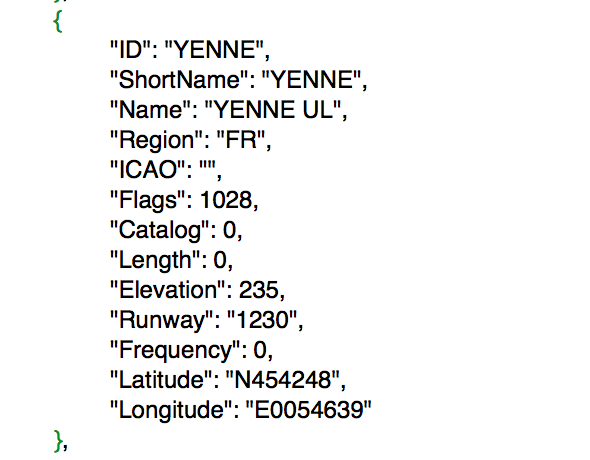 {
"ID": "YENNE",
"ShortName": "YENNE",
"Name": "YENNE UL",
"Region": "FR",
"ICAO": "",
"Flags": 1028,
"Catalog": 0,
"Length": 0,
"Elevation": 235,
"Runway": "1230",
"Frequency": 0,
"Latitude": "N454248",
"Longitude": "E0054639"
},